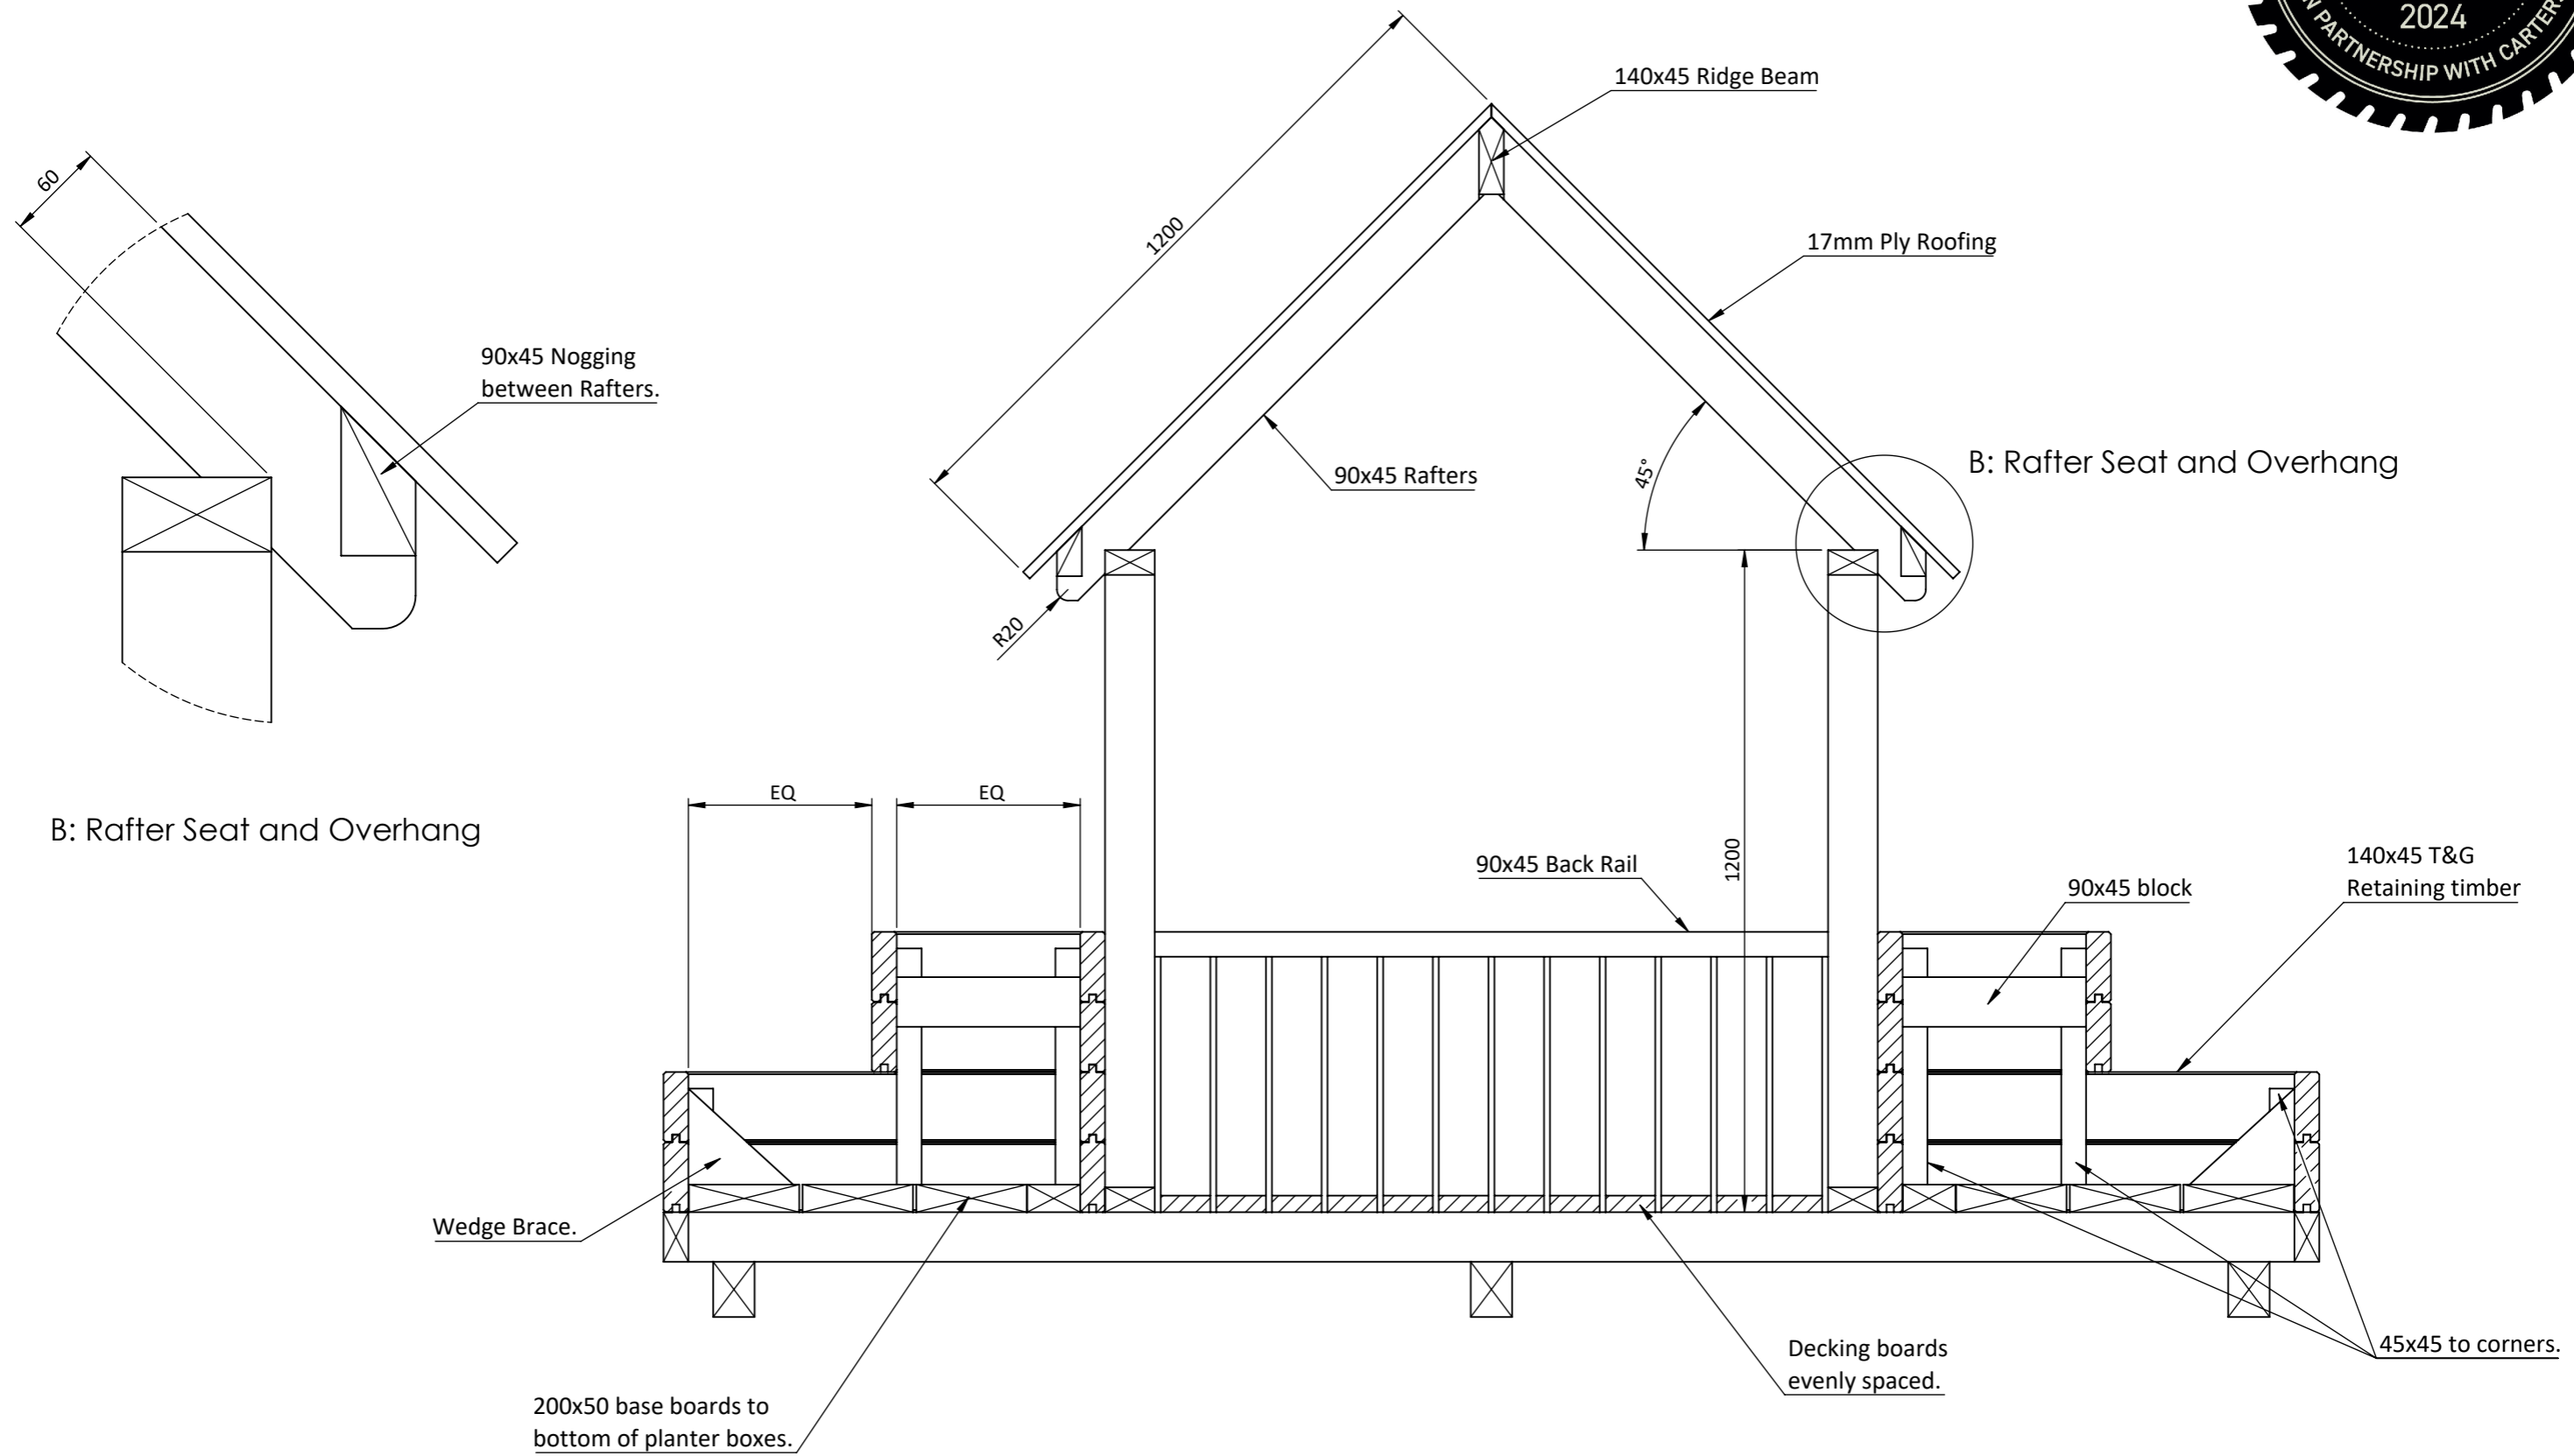 2024
N PARTNERSHIP WITH CARTER
140x45 Ridge Beam
60
1200
17mm Ply Roofing
90x45 Nogging
between Rafters.
45°
B: Rafter Seat and Overhang
90x45 Rafters
R20
EQ
EQ
B: Rafter Seat and Overhang
1200
90x45 Back Rail
140x45 T&G
Retaining timber
90x45 block
Wedge Brace.
45x45 to corners.
Decking boards
evenly spaced.
200x50 base boards to
bottom of planter boxes.